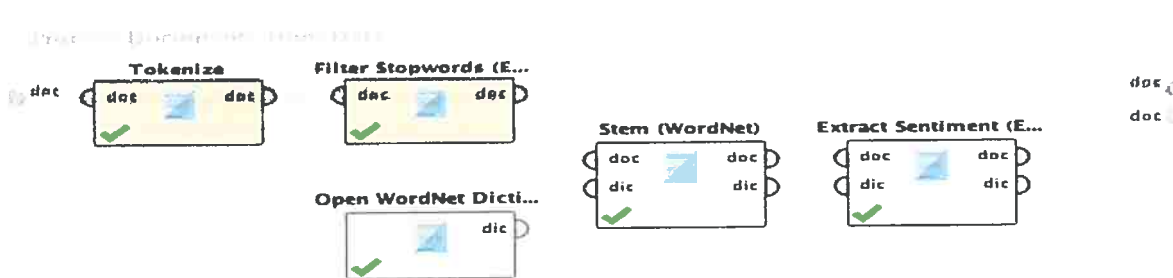 Tokenize
Filter Stopwords (E...
doc
doc doc
doc doc
doc
doc
Stem (WordNet)
Extract Sentiment (E...
doc doc
dic dic
doc doc
dic dic
Open WordNet Dicti...
dic